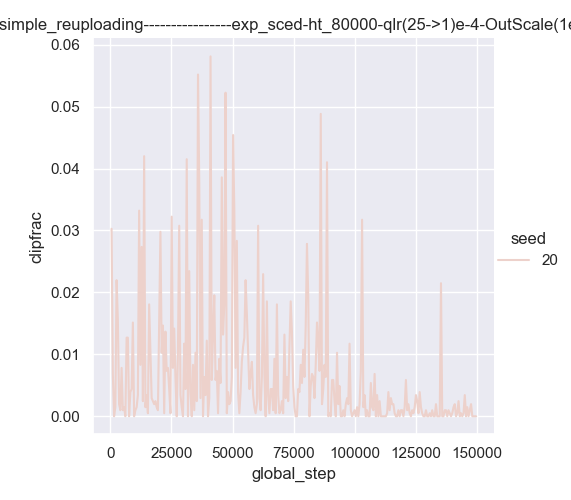 simple_reuploading----------------exp_sced-ht_80000-qlr(25->1)e-4-OutScale(1e
0.06
0.05
0.04
0.03
0.02
0.01
0.00
clipfrac
0 25000 50000 75000 100000 125000 150000
global_step
seed
20